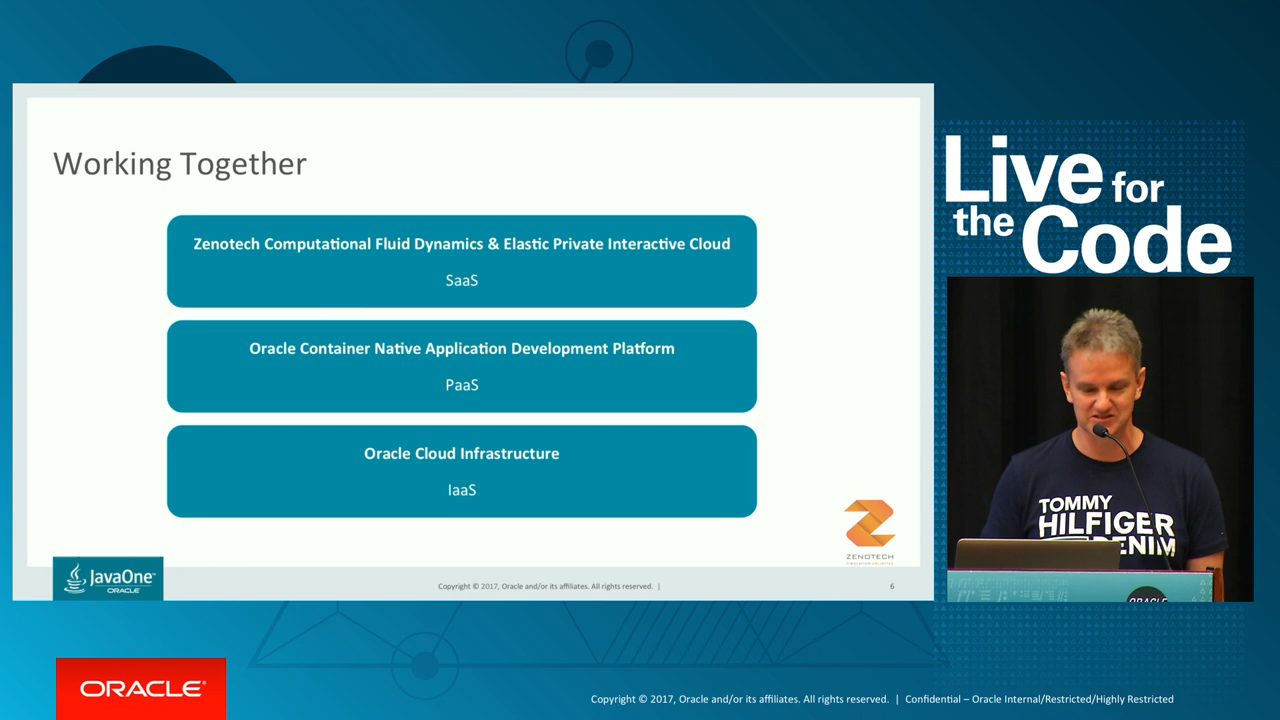 Working Together
Zenotech Computational Fluid Dynamics & Elastic Private Interactive Cloud
SaaS
Oracle Container Native Application Development Platform
PaaS
Oracle Cloud Infrastructure
IaaS
ZENOTECH
JavaOne™
ORACLE
Copyright © 2017, Oracle and/or its affiliates. All rights reserved. |
6
Live for
the Code
TOMMY
HILFIGER
DENIM
ORACLE
ORACLE®
Copyright © 2017, Oracle and/or its affiliates. All rights reserved. | Confidential – Oracle Internal/Restricted/Highly Restricted